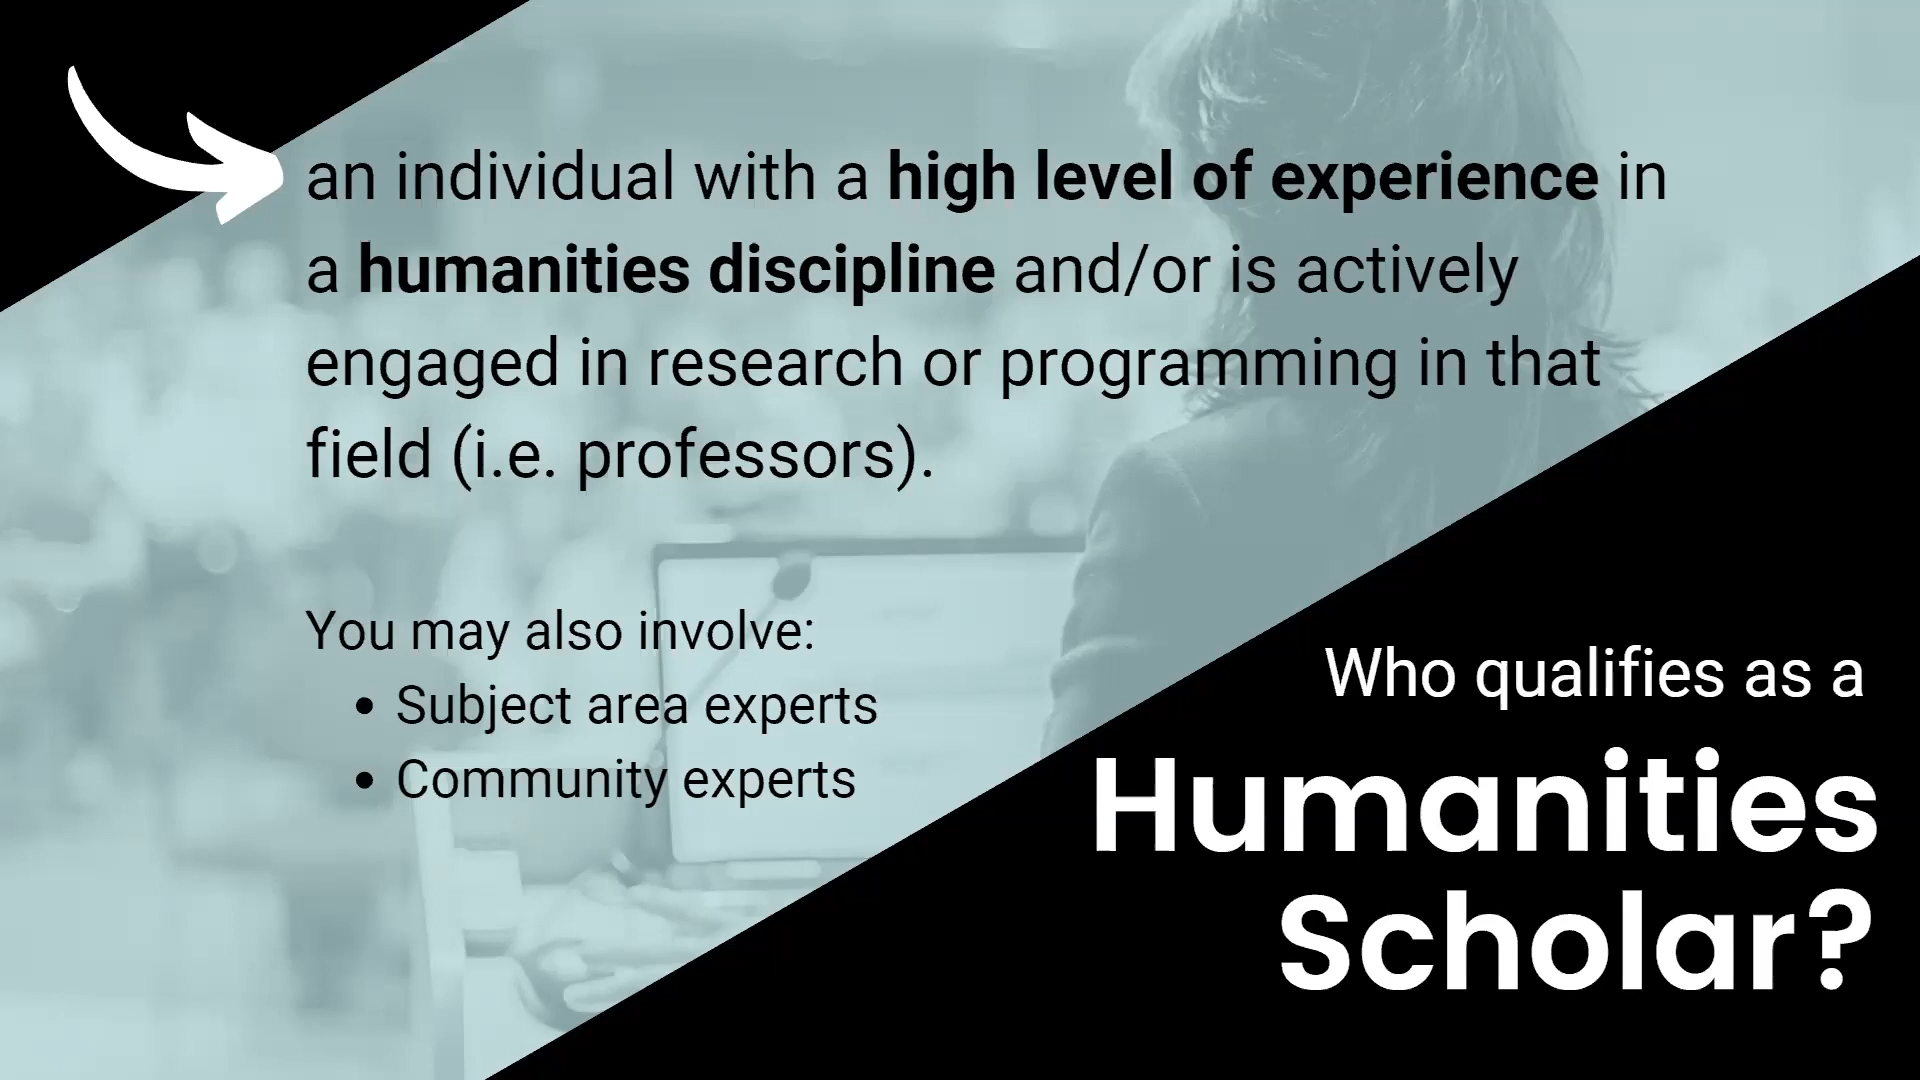 an individual with a high level of experience in
a humanities discipline and/or is actively
engaged in research or programming in that
field (i.e. professors).
You may also involve:
• Subject area experts
• Community experts
Who qualifies as a
Humanities
Scholar?